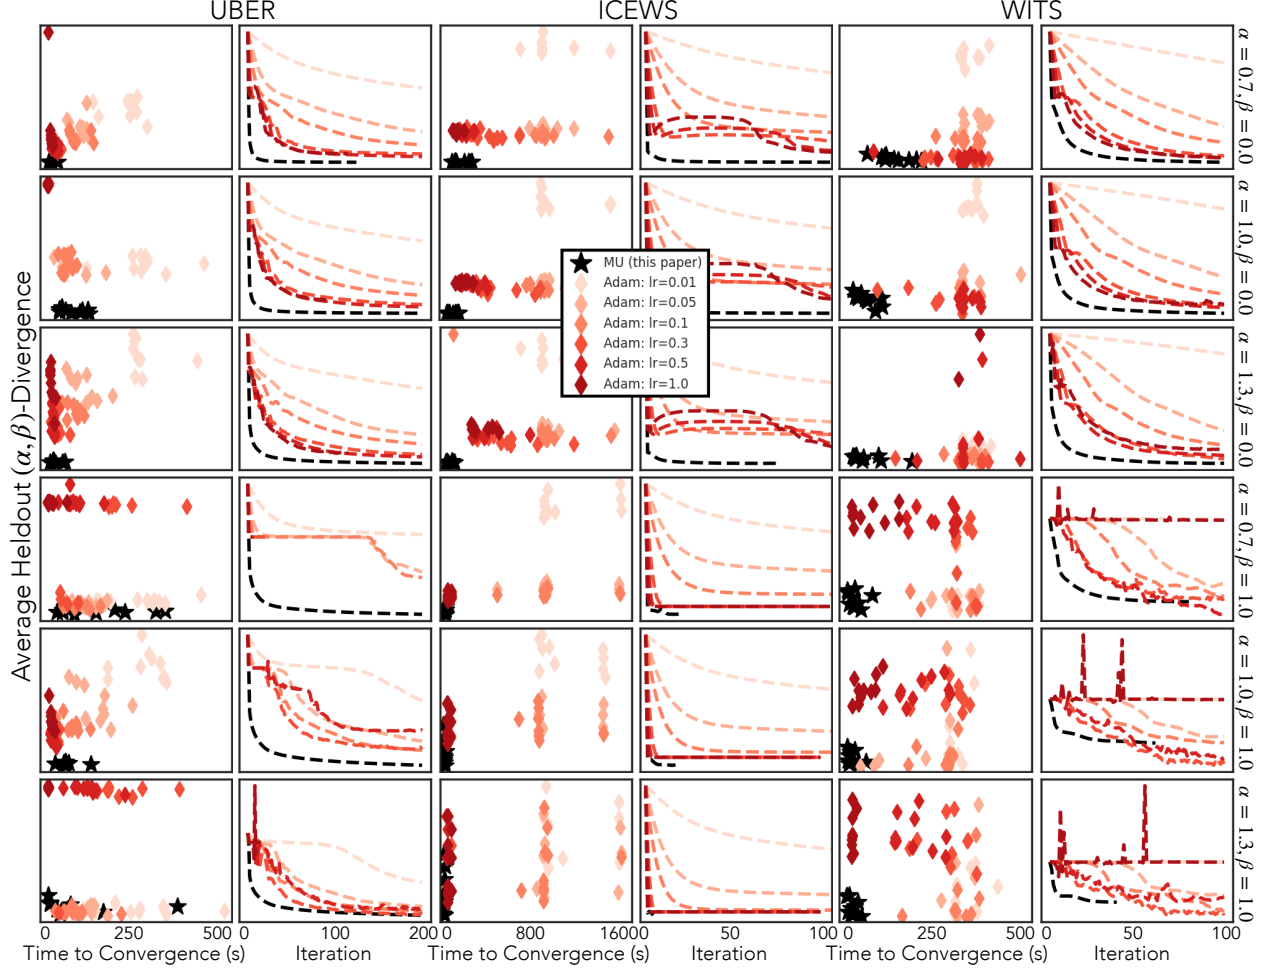 UBER ICEWS WITS
α = 0.7, β = 0.0
α = 1.0, β = 0.0
α = 1.3, β = 0.0
α = 0.7, β = 1.0
α = 1.0, β = 1.0
α = 1.3, β = 1.0
Average Heldout (α,β)-Divergence
MU (this paper)
Adam: lr=0.01
Adam: lr=0.05
Adam: lr=0.1
Adam: lr=0.3
Adam: lr=0.5
Adam: lr=1.0
0 250 500 0 100 200 0 800 1600 0 50 100 0 250 500 0 50 100
Time to Convergence (s) Iteration Time to Convergence (s) Iteration Time to Convergence (s) Iteration